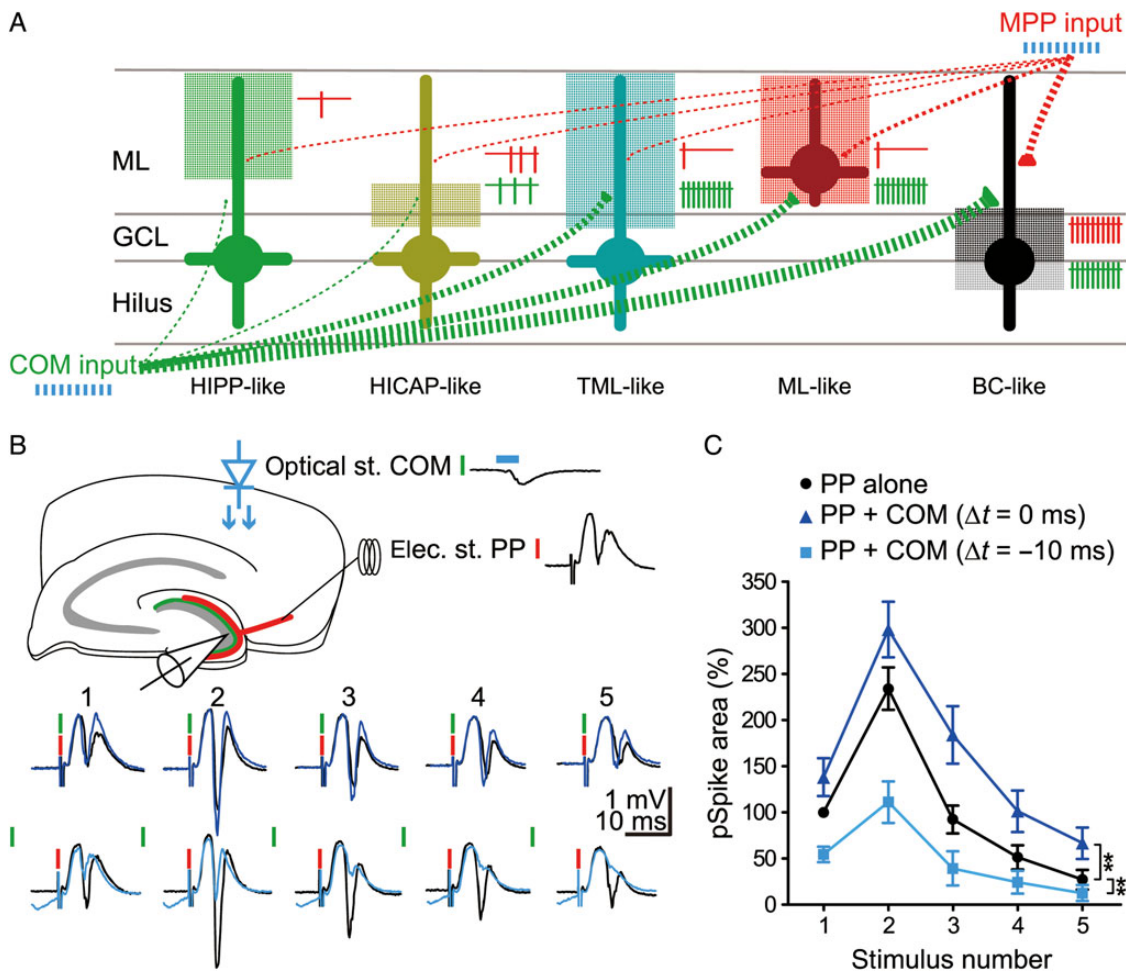 A
MPP input
ML
GCL
Hilus
COM input
HIPP-like
HICAP-like
TML-like
ML-like
BC-like
B
Optical st. COM
Elec. st. PP
1 2 3 4 5
1 mV
10 ms
C
PP alone
PP + COM (Δt = 0 ms)
PP + COM (Δt = −10 ms)
pSpike area (%)
350
300
250
200
150
100
50
0
**
**
1 2 3 4 5
Stimulus number